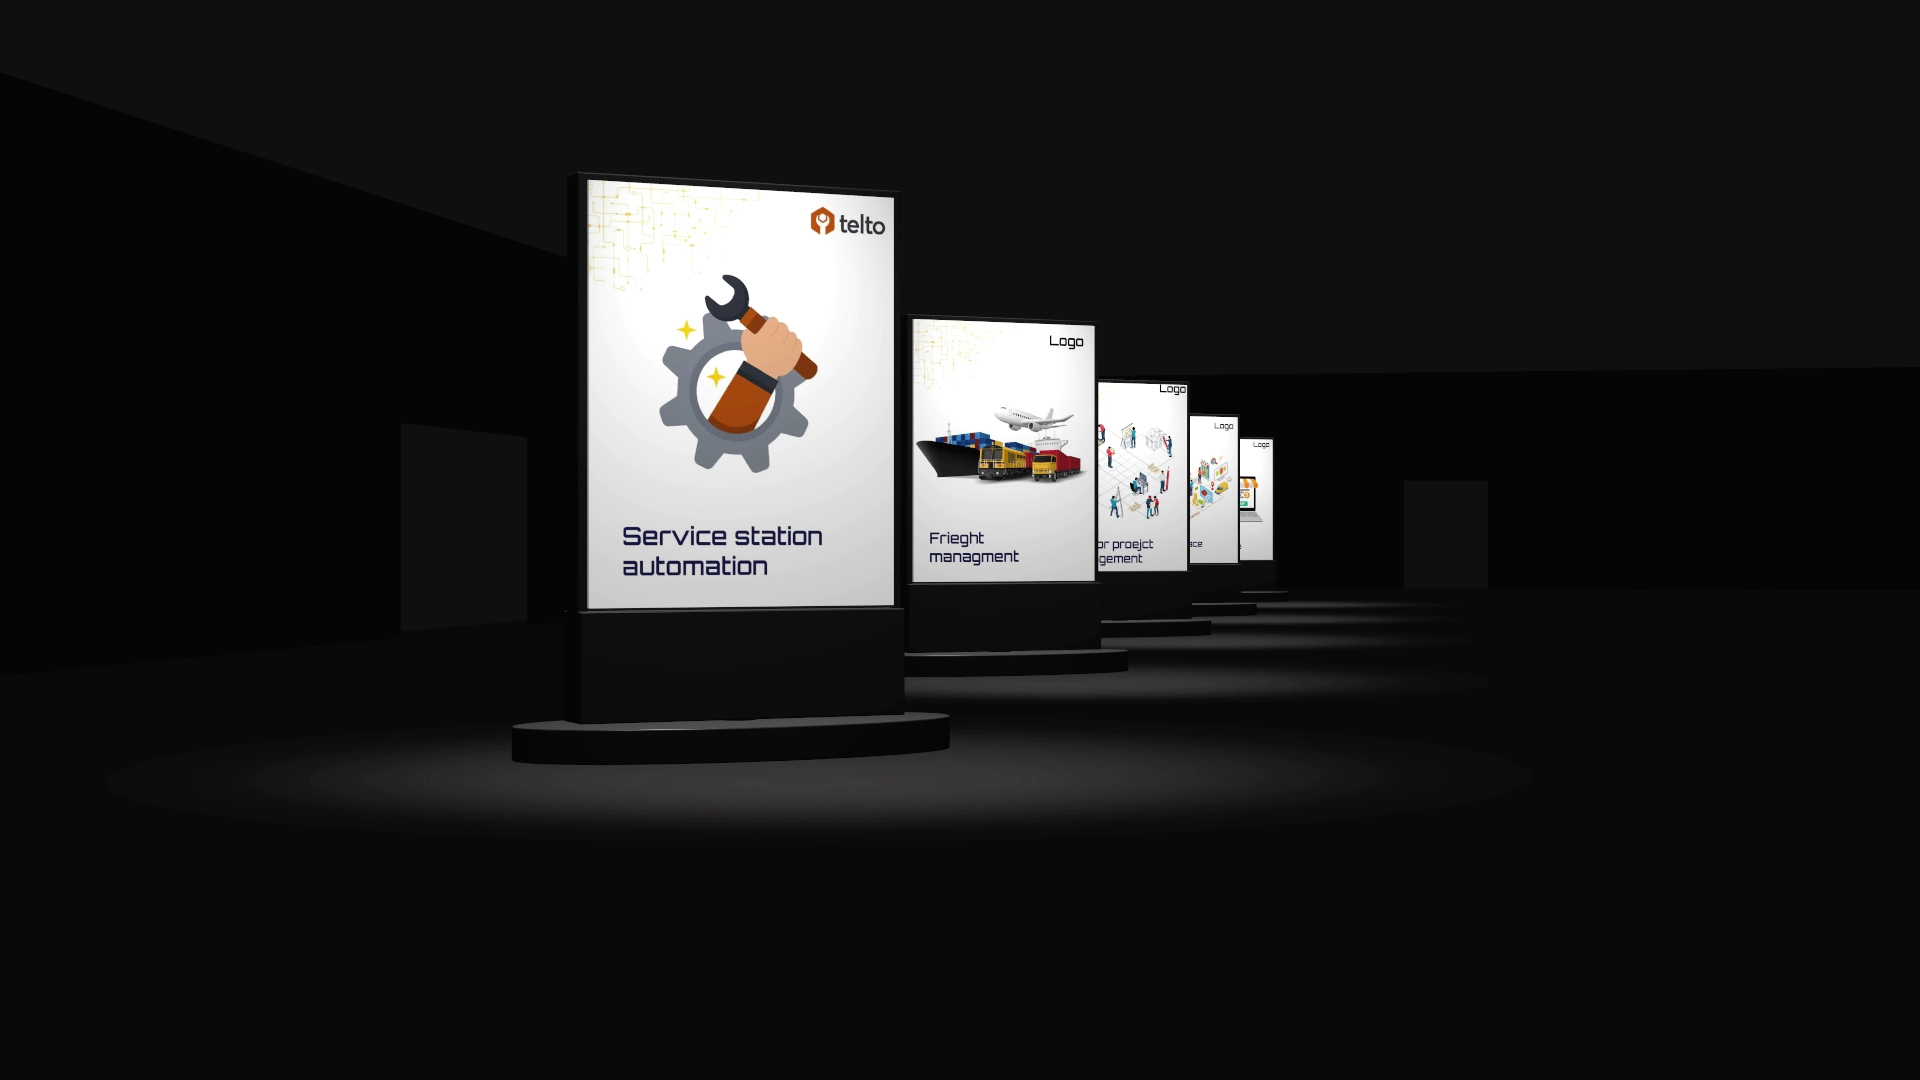 telto
Service station
automation
Logo
Frieght
managment
Logo
or proejct
gement
Logo
ace
Logo